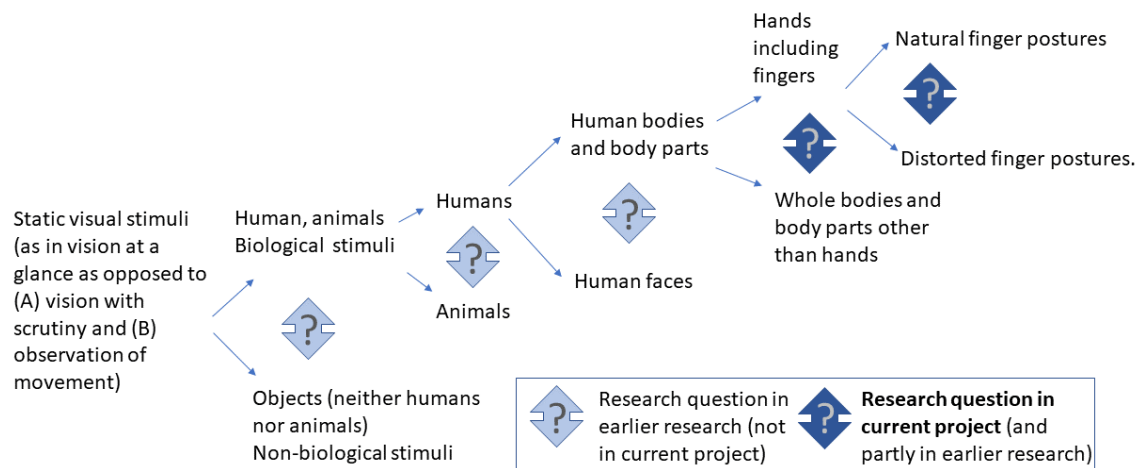 Static visual stimuli
(as in vision at a
glance as opposed to
(A) vision with
scrutiny and (B)
observation of
movement)
Human, animals
Biological stimuli
?
Objects (neither humans
nor animals)
Non-biological stimuli
Humans
?
Animals
Human bodies
and body parts
?
Human faces
Hands
including
fingers
?
Whole bodies and
body parts other
than hands
Natural finger postures
?
Distorted finger postures.
?
Research question in
earlier research (not
in current project)
?
Research question in
current project (and
partly in earlier research)